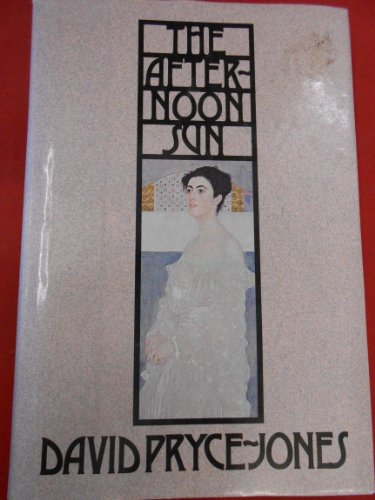 THE
AFTER-
NOON
SUN
DAVID PRYCE-JONES